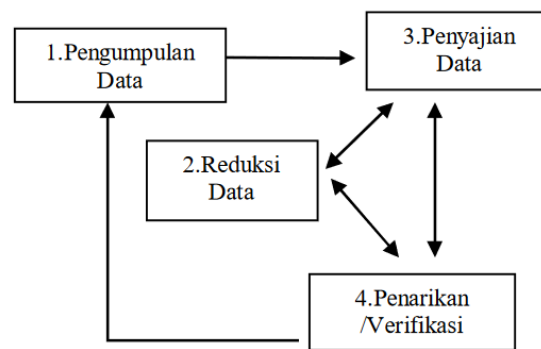 1.Pengumpulan
Data
3.Penyajian
Data
2.Reduksi
Data
4.Penarikan
/Verifikasi